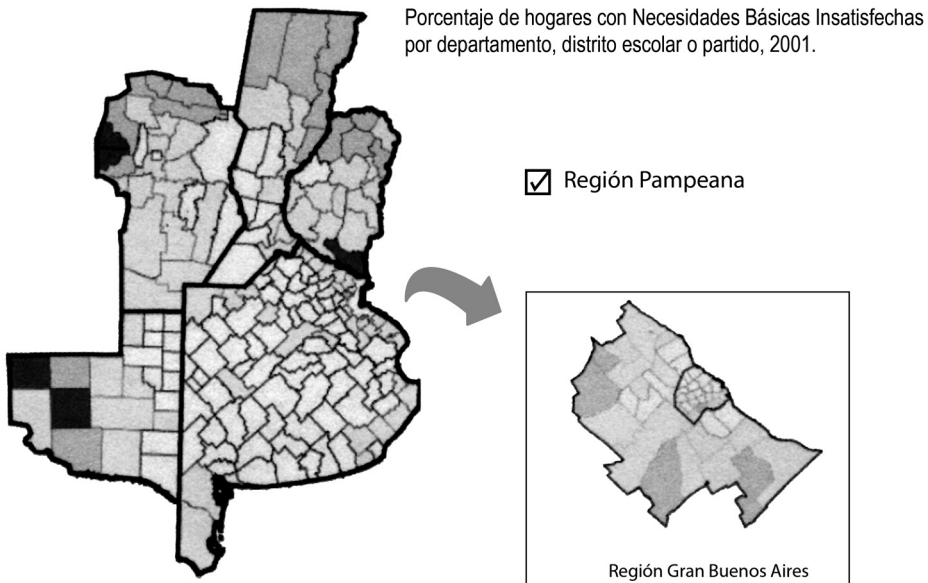 Porcentaje de hogares con Necesidades Básicas Insatisfechas
por departamento, distrito escolar o partido, 2001.
Región Pampeana
Región Gran Buenos Aires